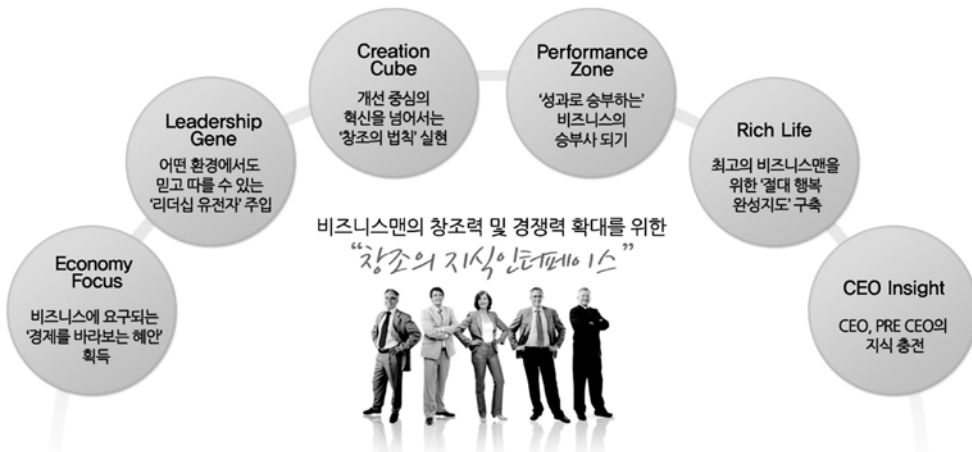 Economy
Focus
비즈니스에 요구되는
‘경제를 바라보는 혜안’
획득
Leadership
Gene
어떤 환경에서도
믿고 따를 수 있는
‘리더십 유전자’ 주입
Creation
Cube
개선 중심의
혁신을 넘어서는
‘창조의 법칙’ 실현
Performance
Zone
‘성과로 승부하는’
비즈니스의
승부사 되기
Rich Life
최고의 비즈니스맨을
위한 ‘절대 행복
완성지도’ 구축
CEO Insight
CEO, PRE CEO의
지식 충전
비즈니스맨의 창조력 및 경쟁력 확대를 위한
“창조의 지식인터페이스”